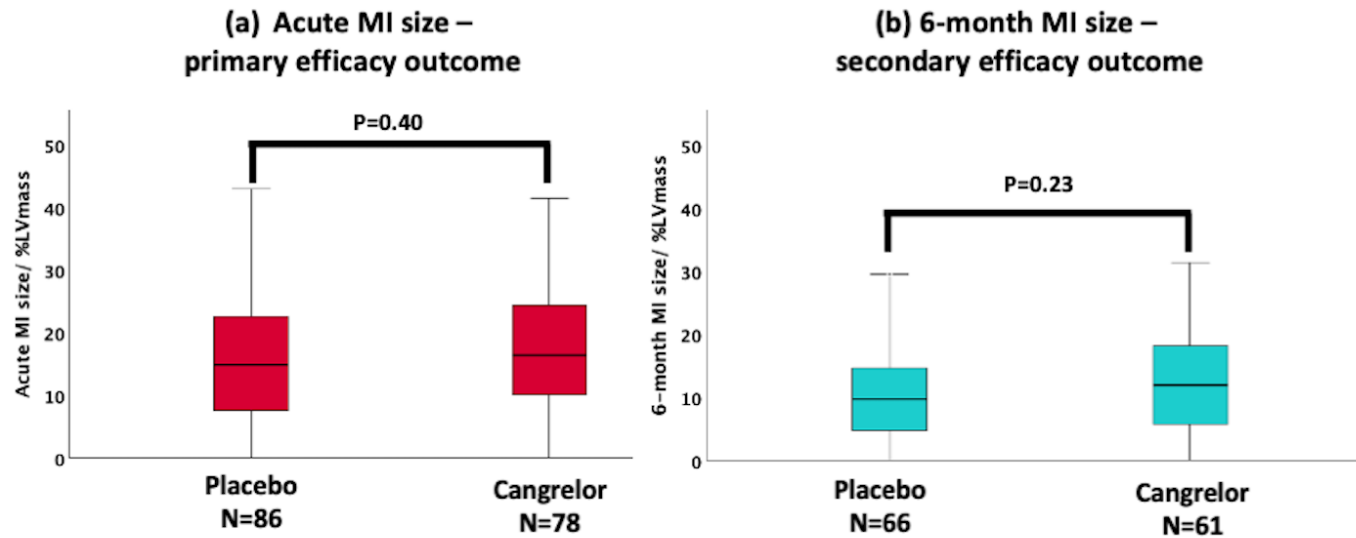 (a) Acute MI size –
primary efficacy outcome
P=0.40
Acute MI size/ %LVmass
50
40
30
20
10
0
Placebo
N=86
Cangrelor
N=78
(b) 6-month MI size –
secondary efficacy outcome
P=0.23
6-month MI size/ %LVmass
50
40
30
20
10
0
Placebo
N=66
Cangrelor
N=61